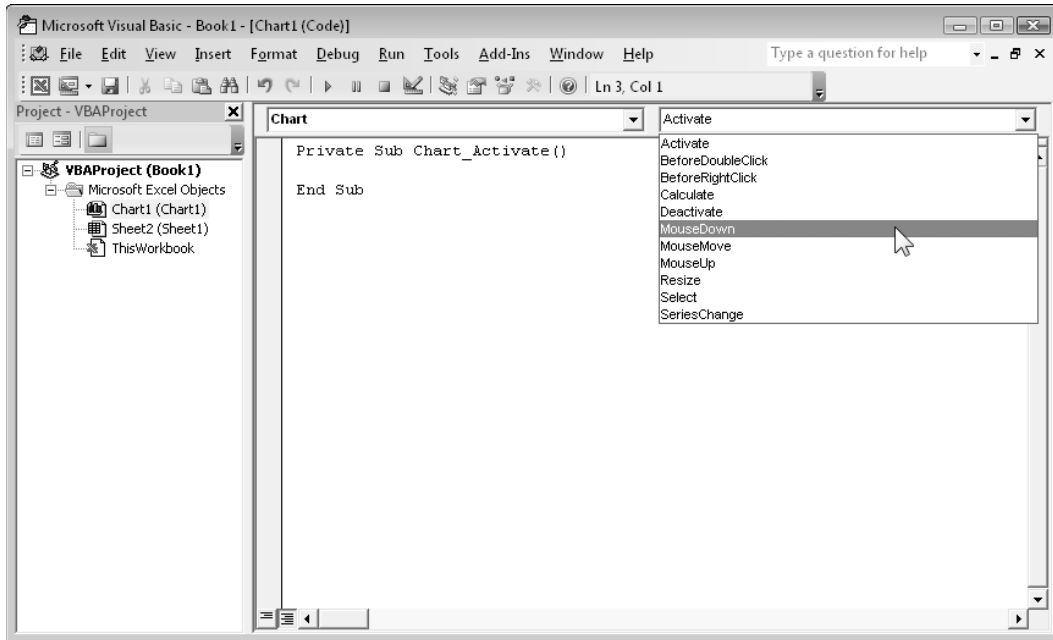 Microsoft Visual Basic - Book1 - [Chart1 (Code)]
File Edit View Insert Format Debug Run Tools Add-Ins Window Help Type a question for help
Ln 3, Col 1
Project - VBAProject
VBAProject (Book1)
Microsoft Excel Objects
Chart1 (Chart1)
Sheet2 (Sheet1)
ThisWorkbook
Chart
Activate
Private Sub Chart_Activate()
End Sub
Activate
BeforeDoubleClick
BeforeRightClick
Calculate
Deactivate
MouseDown
MouseMove
MouseUp
Resize
Select
SeriesChange